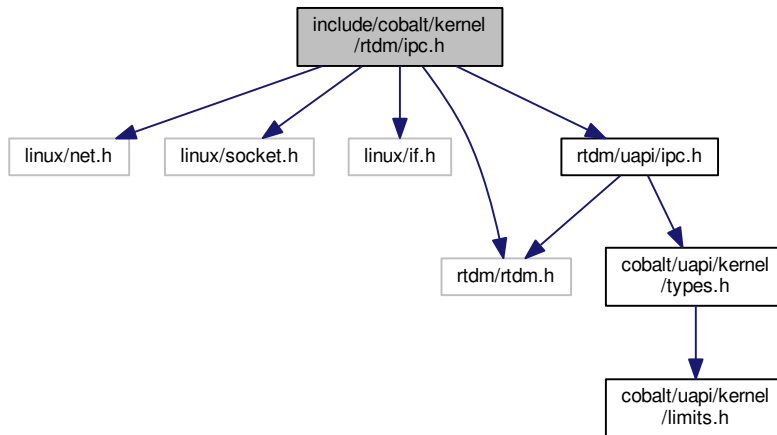 include/cobalt/kernel
/rtdm/ipc.h
linux/net.h
linux/socket.h
linux/if.h
rtdm/uapi/ipc.h
rtdm/rtdm.h
cobalt/uapi/kernel
/types.h
cobalt/uapi/kernel
/limits.h